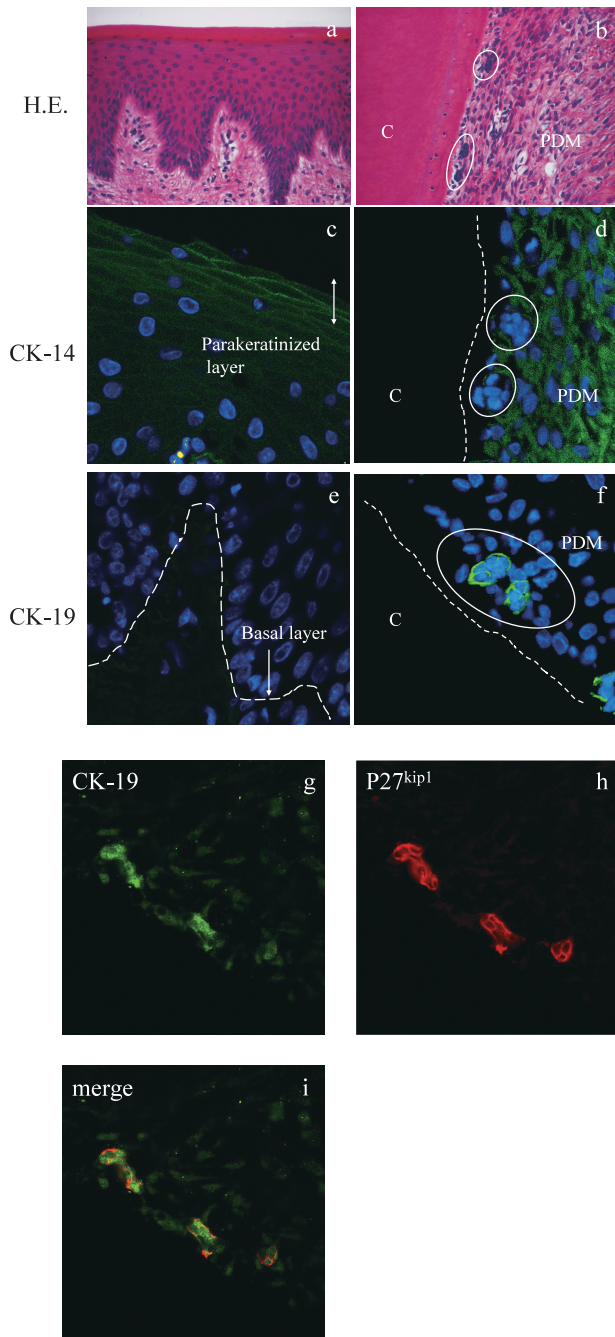 H.E.
a
b
C
PDM
CK-14
c
Parakeratinized
layer
d
C
PDM
CK-19
e
Basal layer
f
PDM
C
CK-19
g
P27kip1
h
merge
i